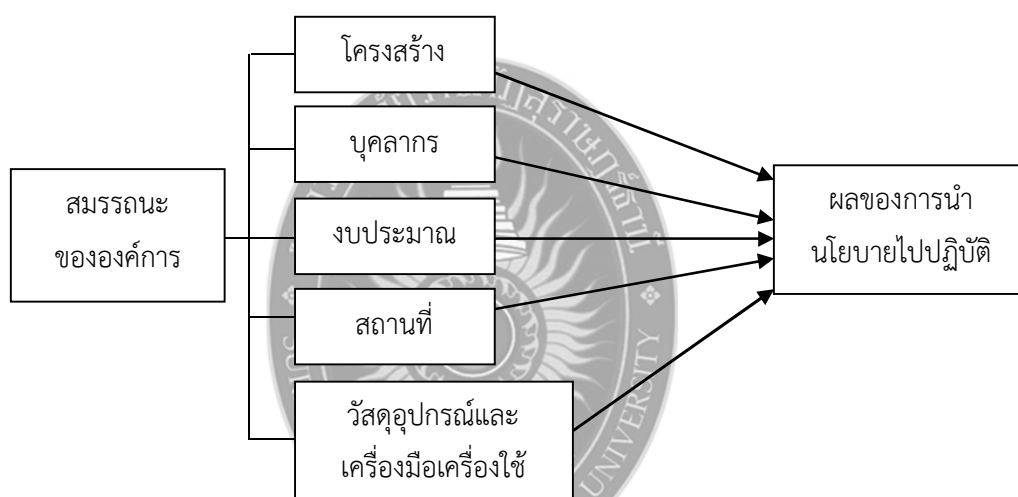 โครงสร้าง
บุคลากร
สมรรถนะ
ขององค์การ
งบประมาณ
สถานที่
วัสดุอุปกรณ์และ
เครื่องมือเครื่องใช้
ผลของการนำ
นโยบายไปปฏิบัติ
UNIVERSITY